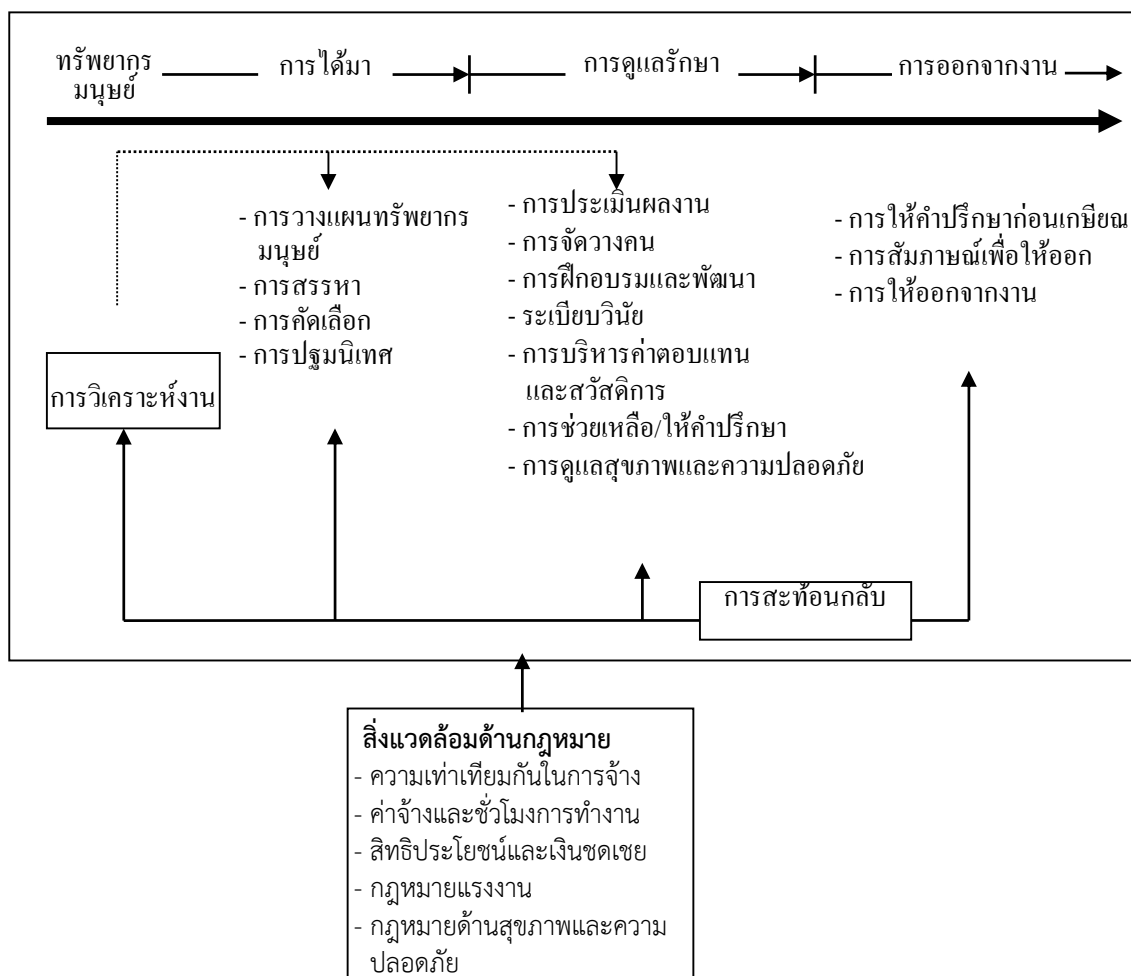 ทรัพยากร
มนุษย์
การได้มา
การดูแลรักษา
การออกจากงาน
- การวางแผนทรัพยากร
มนุษย์
- การสรรหา
- การคัดเลือก
- การปฐมนิเทศ
- การประเมินผลงาน
- การจัดวางคน
- การฝึกอบรมและพัฒนา
- ระเบียบวินัย
- การบริหารค่าตอบแทน
และสวัสดิการ
- การช่วยเหลือ/ให้คำปรึกษา
- การดูแลสุขภาพและความปลอดภัย
- การให้คำปรึกษาก่อนเกษียณ
- การสัมภาษณ์เพื่อให้ออก
- การให้ออกจากงาน
การวิเคราะห์งาน
การสะท้อนกลับ
สิ่งแวดล้อมด้านกฎหมาย
- ความเท่าเทียมกันในการจ้าง
- ค่าจ้างและชั่วโมงการทำงาน
- สิทธิประโยชน์และเงินชดเชย
- กฎหมายแรงงาน
- กฎหมายด้านสุขภาพและความ
ปลอดภัย